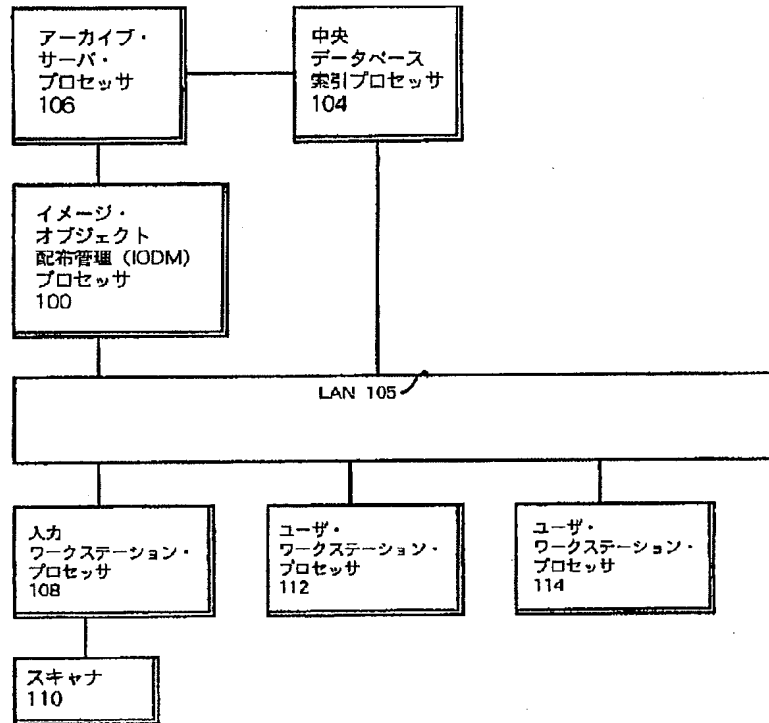 アーカイブ・
サーバ・
プロセッサ
106
中央
データベース
索引プロセッサ
104
イメージ・
オブジェクト
配布管理 (IODM)
プロセッサ
100
LAN 105
入力
ワークステーション・
プロセッサ
108
ユーザ・
ワークステーション・
プロセッサ
112
ユーザ・
ワークステーション・
プロセッサ
114
スキャナ
110